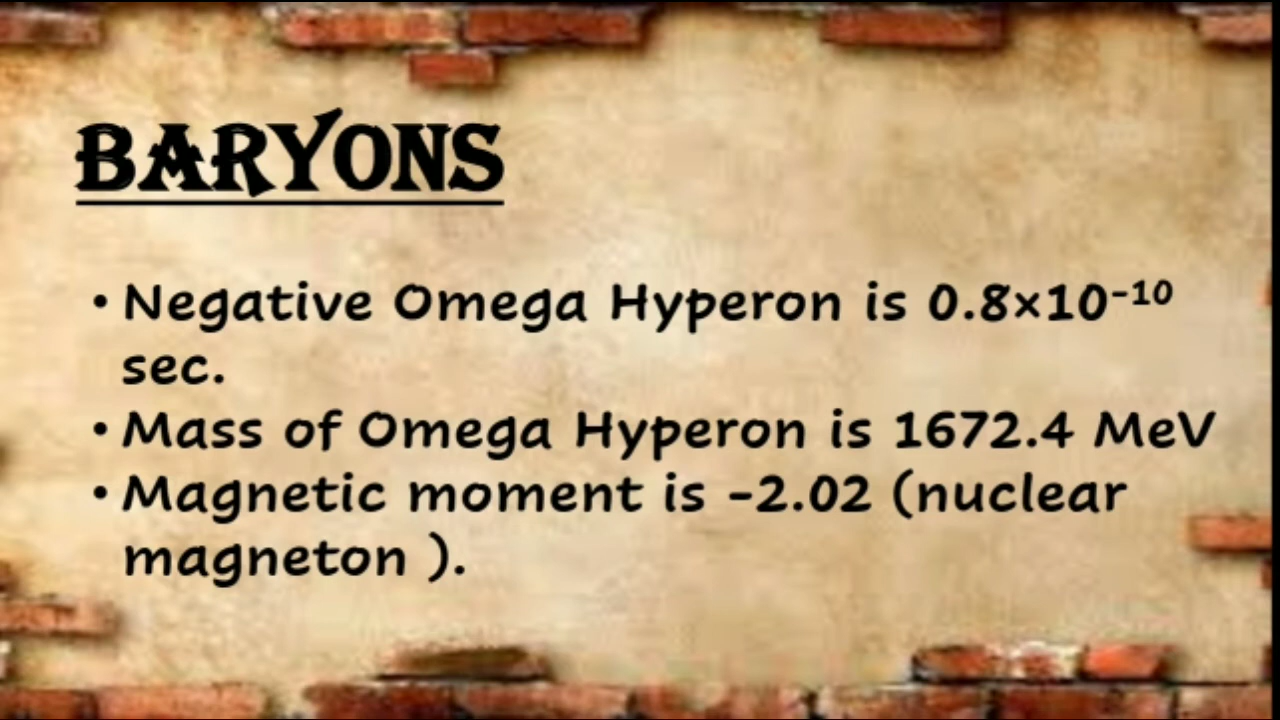 BARYONS
• Negative Omega Hyperon is 0.8×10⁻¹⁰
sec.
• Mass of Omega Hyperon is 1672.4 MeV
• Magnetic moment is -2.02 (nuclear
magneton ).